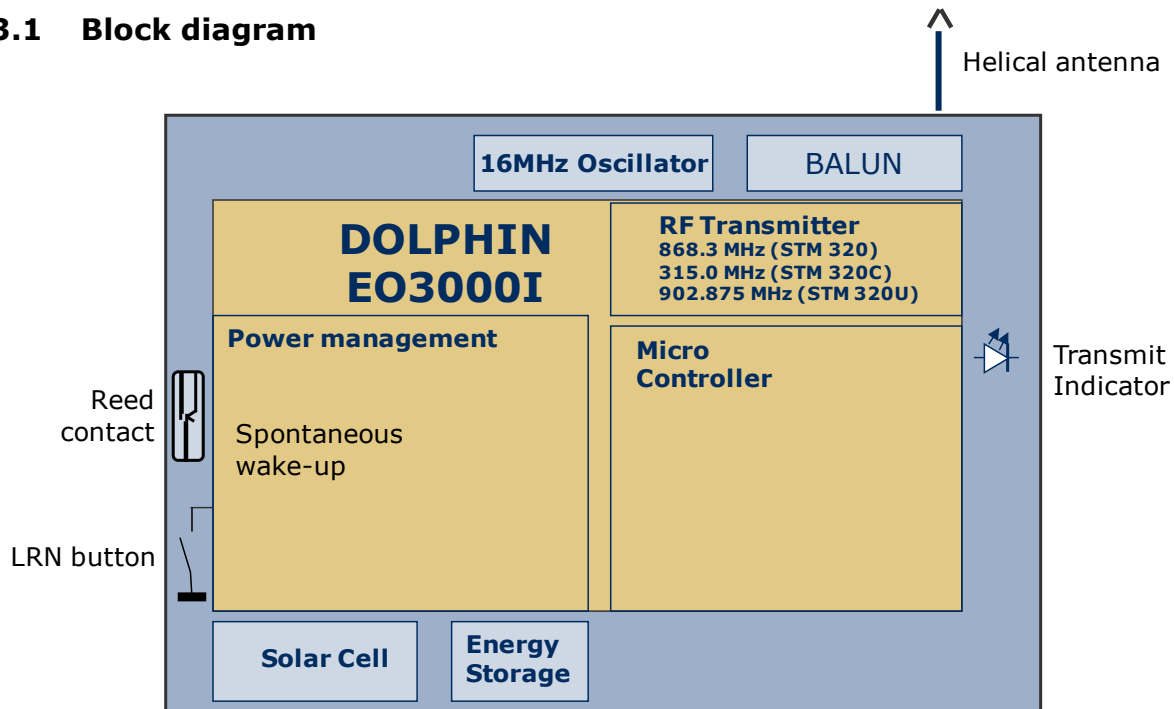 3.1 Block diagram
Helical antenna
16MHz Oscillator
BALUN
DOLPHIN
EO3000I
RF Transmitter
868.3 MHz (STM 320)
315.0 MHz (STM 320C)
902.875 MHz (STM 320U)
Power management
Micro
Controller
Transmit
Indicator
Reed
contact
Spontaneous
wake-up
LRN button
Solar Cell
Energy
Storage